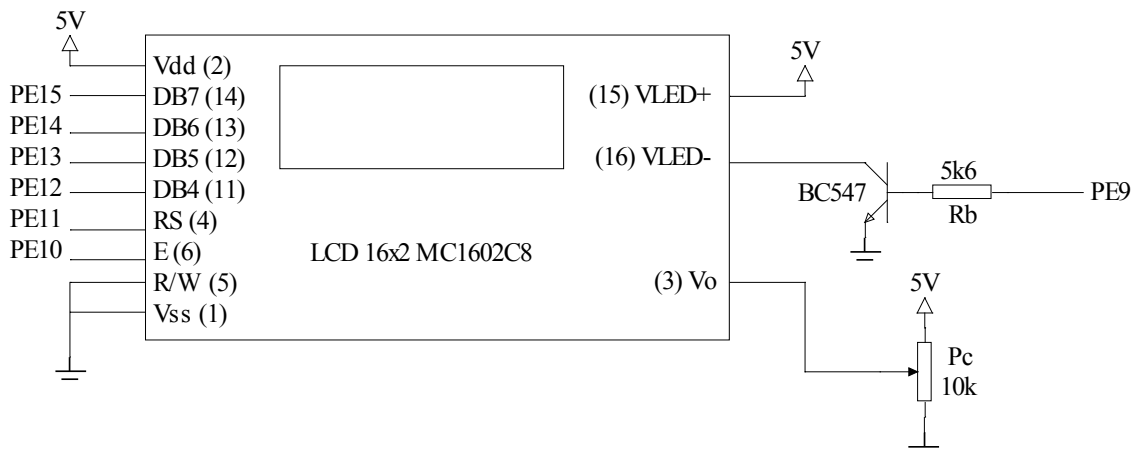 5V
Vdd (2)
PE15 DB7 (14)
PE14 DB6 (13)
PE13 DB5 (12)
PE12 DB4 (11)
PE11 RS (4)
PE10 E (6)
R/W (5)
Vss (1)
LCD 16x2 MC1602C8
5V
(15) VLED+
(16) VLED-
(3) Vo
BC547
5k6
Rb
PE9
5V
Pc
10k